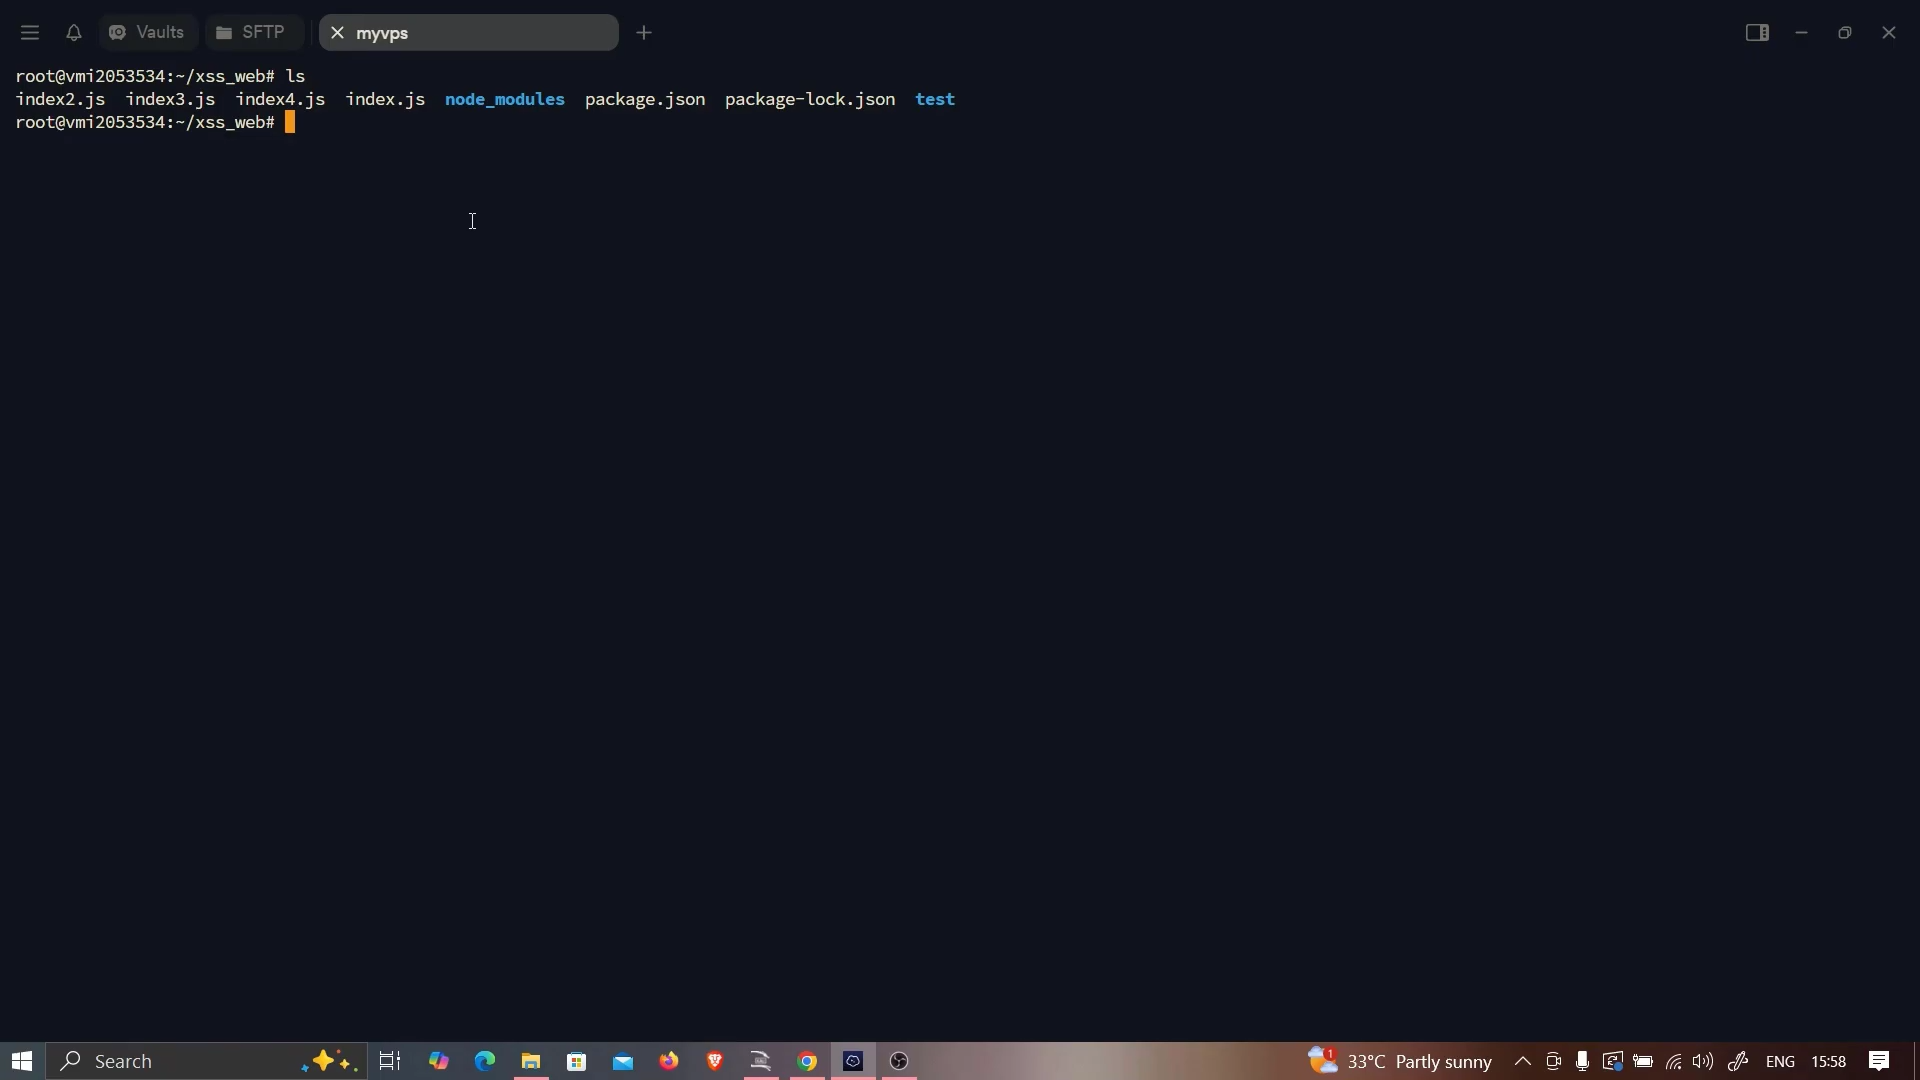 Vaults
SFTP
myvps
root@vmi2053534:~/xss_web# ls
index2.js index3.js index4.js index.js node_modules package.json package-lock.json test
root@vmi2053534:~/xss_web#
Search
1
33°C Partly sunny
ENG
15:58